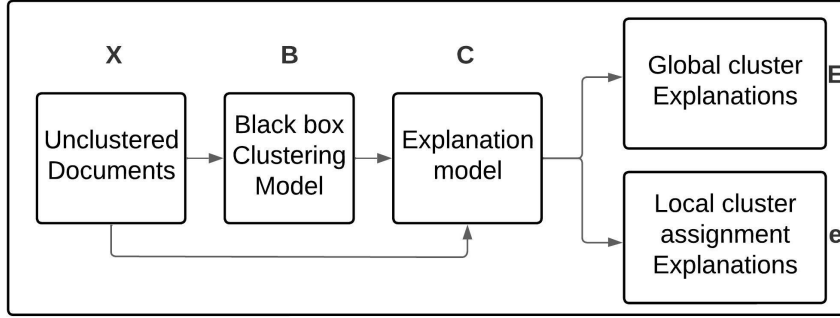 X
B
C
Unclustered
Documents
Black box
Clustering
Model
Explanation
model
Global cluster
Explanations
E
Local cluster
assignment
Explanations
e